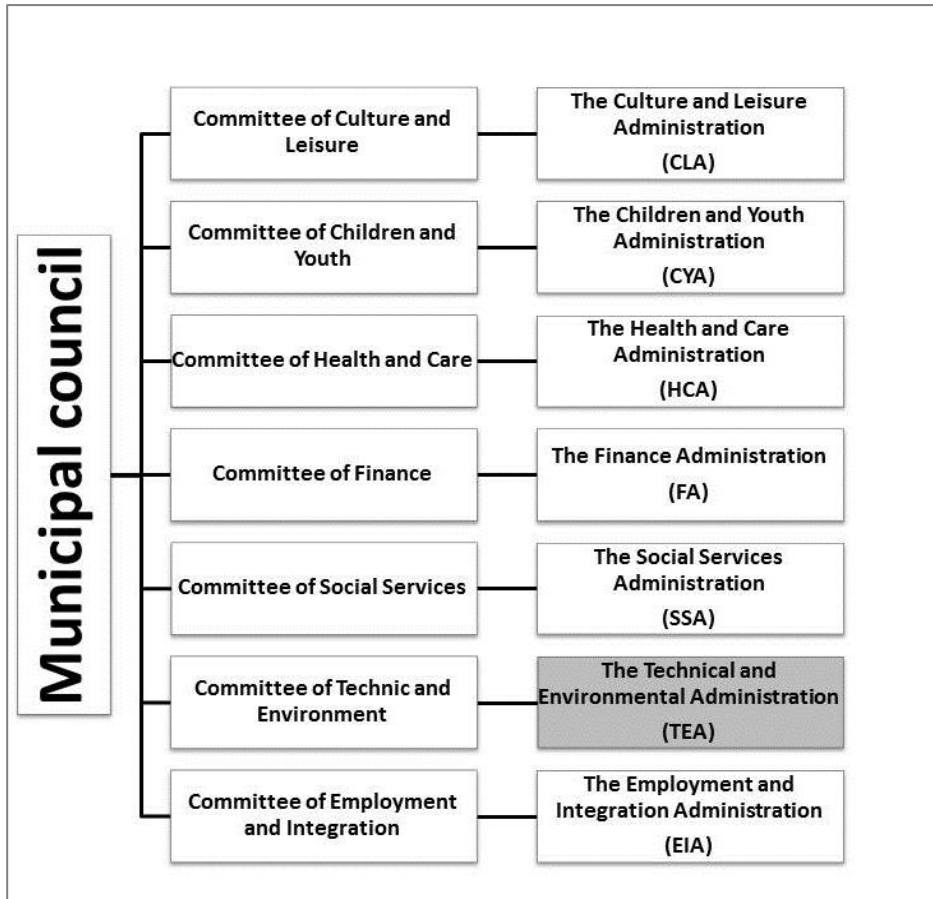 Municipal council
Committee of Culture and
Leisure
The Culture and Leisure
Administration
(CLA)
Committee of Children and
Youth
The Children and Youth
Administration
(CYA)
Committee of Health and Care
The Health and Care
Administration
(HCA)
Committee of Finance
The Finance Administration
(FA)
Committee of Social Services
The Social Services
Administration
(SSA)
Committee of Technic and
Environment
The Technical and
Environmental Administration
(TEA)
Committee of Employment
and Integration
The Employment and
Integration Administration
(EIA)